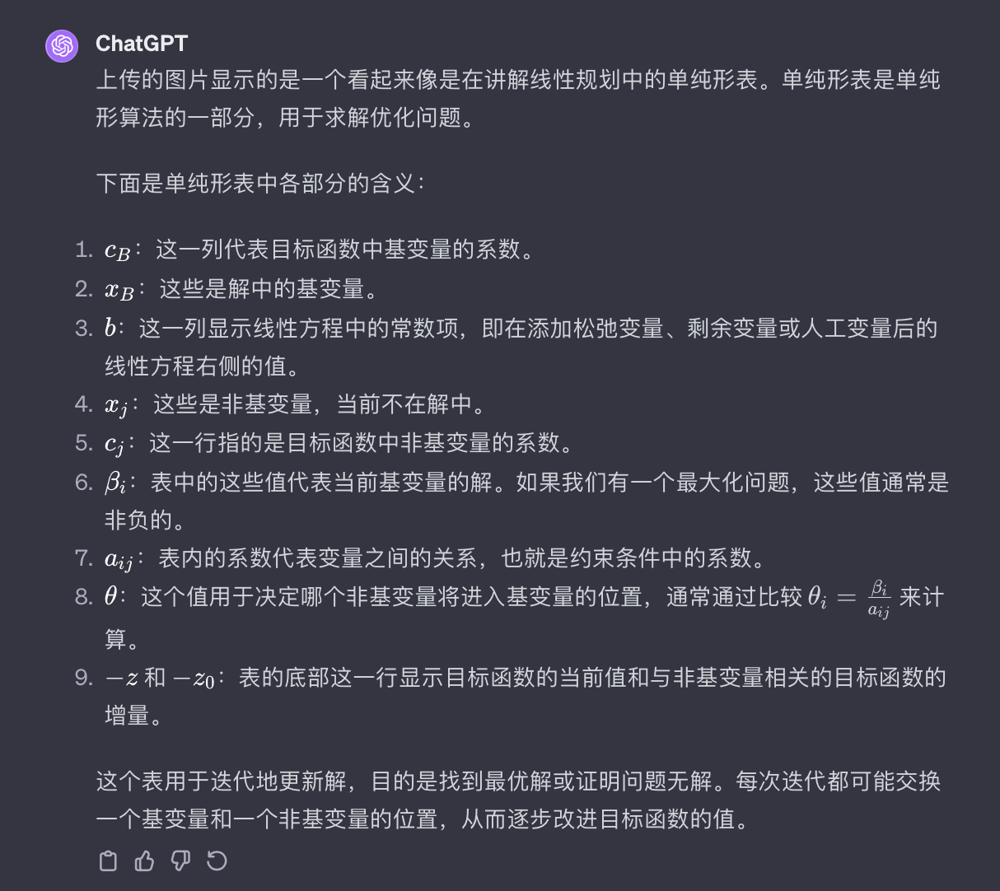 ChatGPT
上传的图片显示的是一个看起来像是在讲解线性规划中的单纯形表。单纯形表是单纯
形算法的一部分，用于求解优化问题。
下面是单纯形表中各部分的含义：
1. c_B：这一列代表目标函数中基变量的系数。
2. x_B：这些是解中的基变量。
3. b：这一列显示线性方程中的常数项，即在添加松弛变量、剩余变量或人工变量后的
线性方程右侧的值。
4. x_j：这些是非基变量，当前不在解中。
5. c_j：这一行指的是目标函数中非基变量的系数。
6. β_i：表中的这些值代表当前基变量的解。如果我们有一个最大化问题，这些值通常是
非负的。
7. a_{ij}：表内的系数代表变量之间的关系，也就是约束条件中的系数。
8. θ：这个值用于决定哪个非基变量将进入基变量的位置，通常通过比较 θ_i = \frac{β_i}{a_{ij}} 来计
算。
9. −z 和 −z_0：表的底部这一行显示目标函数的当前值和与非基变量相关的目标函数的
增量。
这个表用于迭代地更新解，目的是找到最优解或证明问题无解。每次迭代都可能交换
一个基变量和一个非基变量的位置，从而逐步改进目标函数的值。